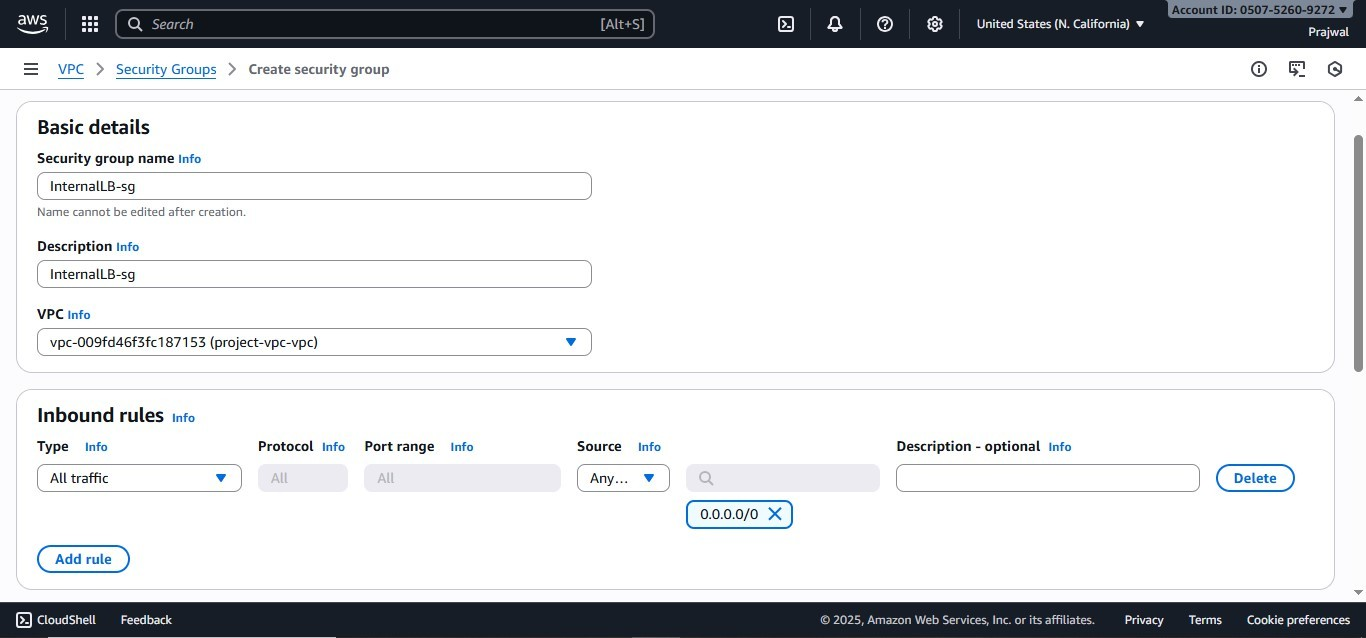 aws Search [Alt+S] United States (N. California) Account ID: 0507-5260-9272
Prajwal
VPC Security Groups Create security group
Basic details
Security group name Info
InternalLB-sg
Name cannot be edited after creation.
Description Info
InternalLB-sg
VPC Info
vpc-009fd46f3fc187153 (project-vpc-vpc)
Inbound rules Info
Type Info Protocol Info Port range Info Source Info Description - optional Info
All traffic All All Any... Delete
0.0.0.0/0
Add rule
CloudShell Feedback © 2025, Amazon Web Services, Inc. or its affiliates. Privacy Terms Cookie preferences